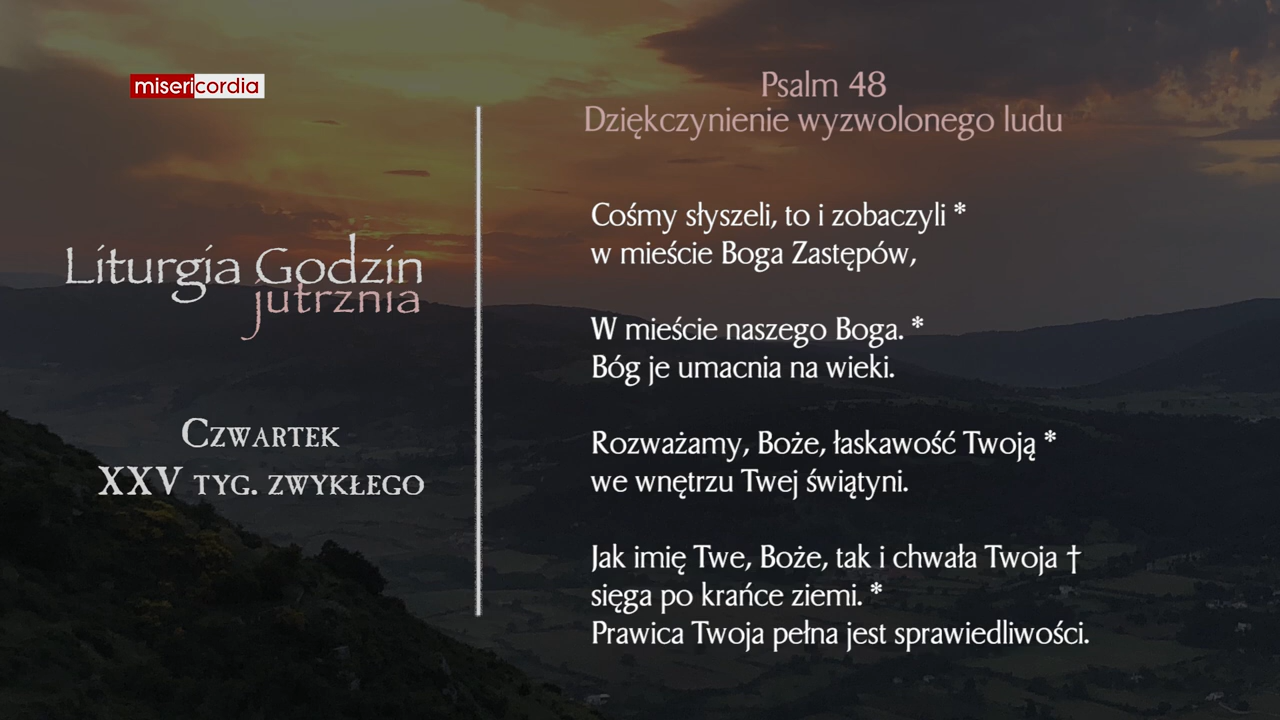 misericordia
Liturgia Godzin
jutrznia
Czwartek
XXV tyg. zwykłego
Psalm 48
Dziękczynienie wyzwolonego ludu
Cośmy słyszeli, to i zobaczyli *
w mieście Boga Zastępów,
W mieście naszego Boga. *
Bóg je umacnia na wieki.
Rozważamy, Boże, łaskawość Twoją *
we wnętrzu Twej świątyni.
Jak imię Twe, Boże, tak i chwała Twoja †
sięga po krańce ziemi. *
Prawica Twoja pełna jest sprawiedliwości.